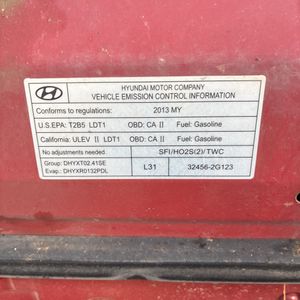 HYUNDAI MOTOR COMPANY
VEHICLE EMISSION CONTROL INFORMATION
Conforms to regulations: 2013 MY
U.S.EPA: T2B5 LDT1 OBD: CA II Fuel: Gasoline
California: ULEV II LDT1 OBD: CA II Fuel: Gasoline
No adjustments needed. SFI/HO2S(2)/TWC
Group: DHYXT02.41SE
Evap: DHYXR0132PDL
L31 32456-2G123